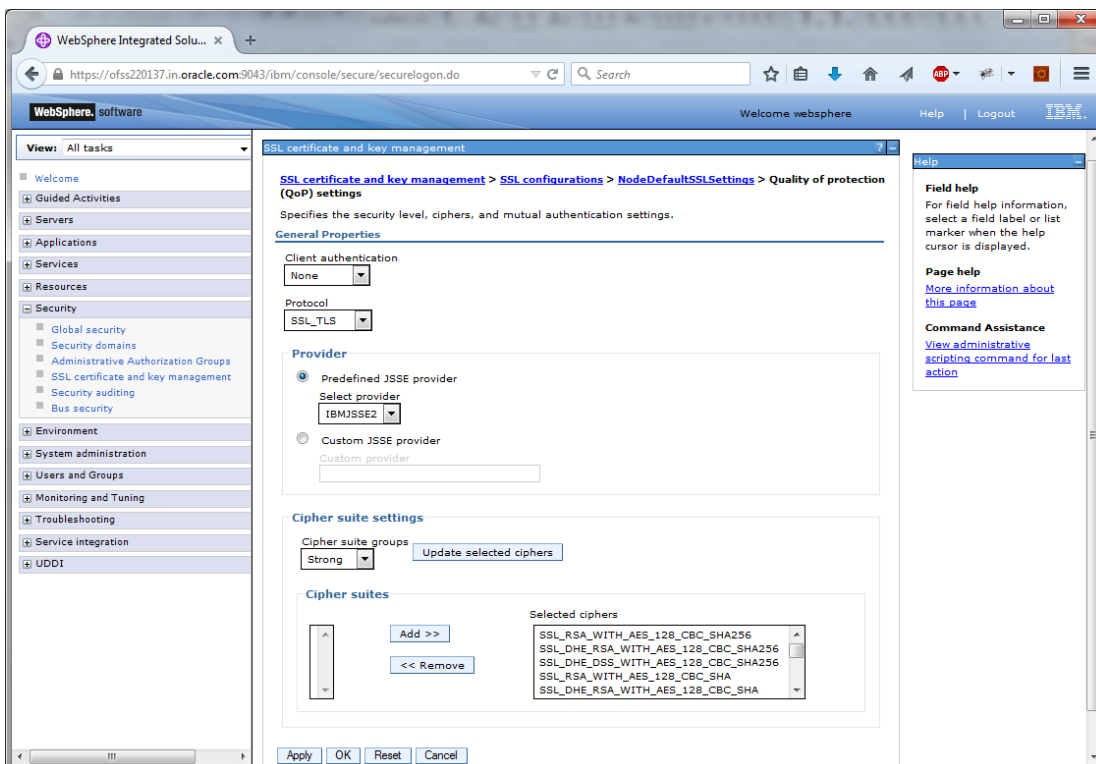 WebSphere Integrated Solu... × +
https://ofss220137.in.oracle.com:9043/ibm/console/secure/securelogon.do
Search
ABP
WebSphere. software
Welcome websphere
Help | Logout
IBM.
View: All tasks
Welcome
Guided Activities
Servers
Applications
Services
Resources
Security
Global security
Security domains
Administrative Authorization Groups
SSL certificate and key management
Security auditing
Bus security
Environment
System administration
Users and Groups
Monitoring and Tuning
Troubleshooting
Service integration
UDDI
SSL certificate and key management
? -
SSL certificate and key management > SSL configurations > NodeDefaultSSLSettings > Quality of protection
(QoP) settings
Specifies the security level, ciphers, and mutual authentication settings.
General Properties
Client authentication
None
Protocol
SSL_TLS
Provider
Predefined JSSE provider
Select provider
IBMJSSE2
Custom JSSE provider
Custom provider
Cipher suite settings
Cipher suite groups
Strong
Update selected ciphers
Cipher suites
Add >>
<< Remove
Selected ciphers
SSL_RSA_WITH_AES_128_CBC_SHA256
SSL_DHE_RSA_WITH_AES_128_CBC_SHA256
SSL_DHE_DSS_WITH_AES_128_CBC_SHA256
SSL_RSA_WITH_AES_128_CBC_SHA
SSL_DHE_RSA_WITH_AES_128_CBC_SHA
Apply OK Reset Cancel
Help
Field help
For field help information,
select a field label or list
marker when the help
cursor is displayed.
Page help
More information about
this page
Command Assistance
View administrative
scripting command for last
action